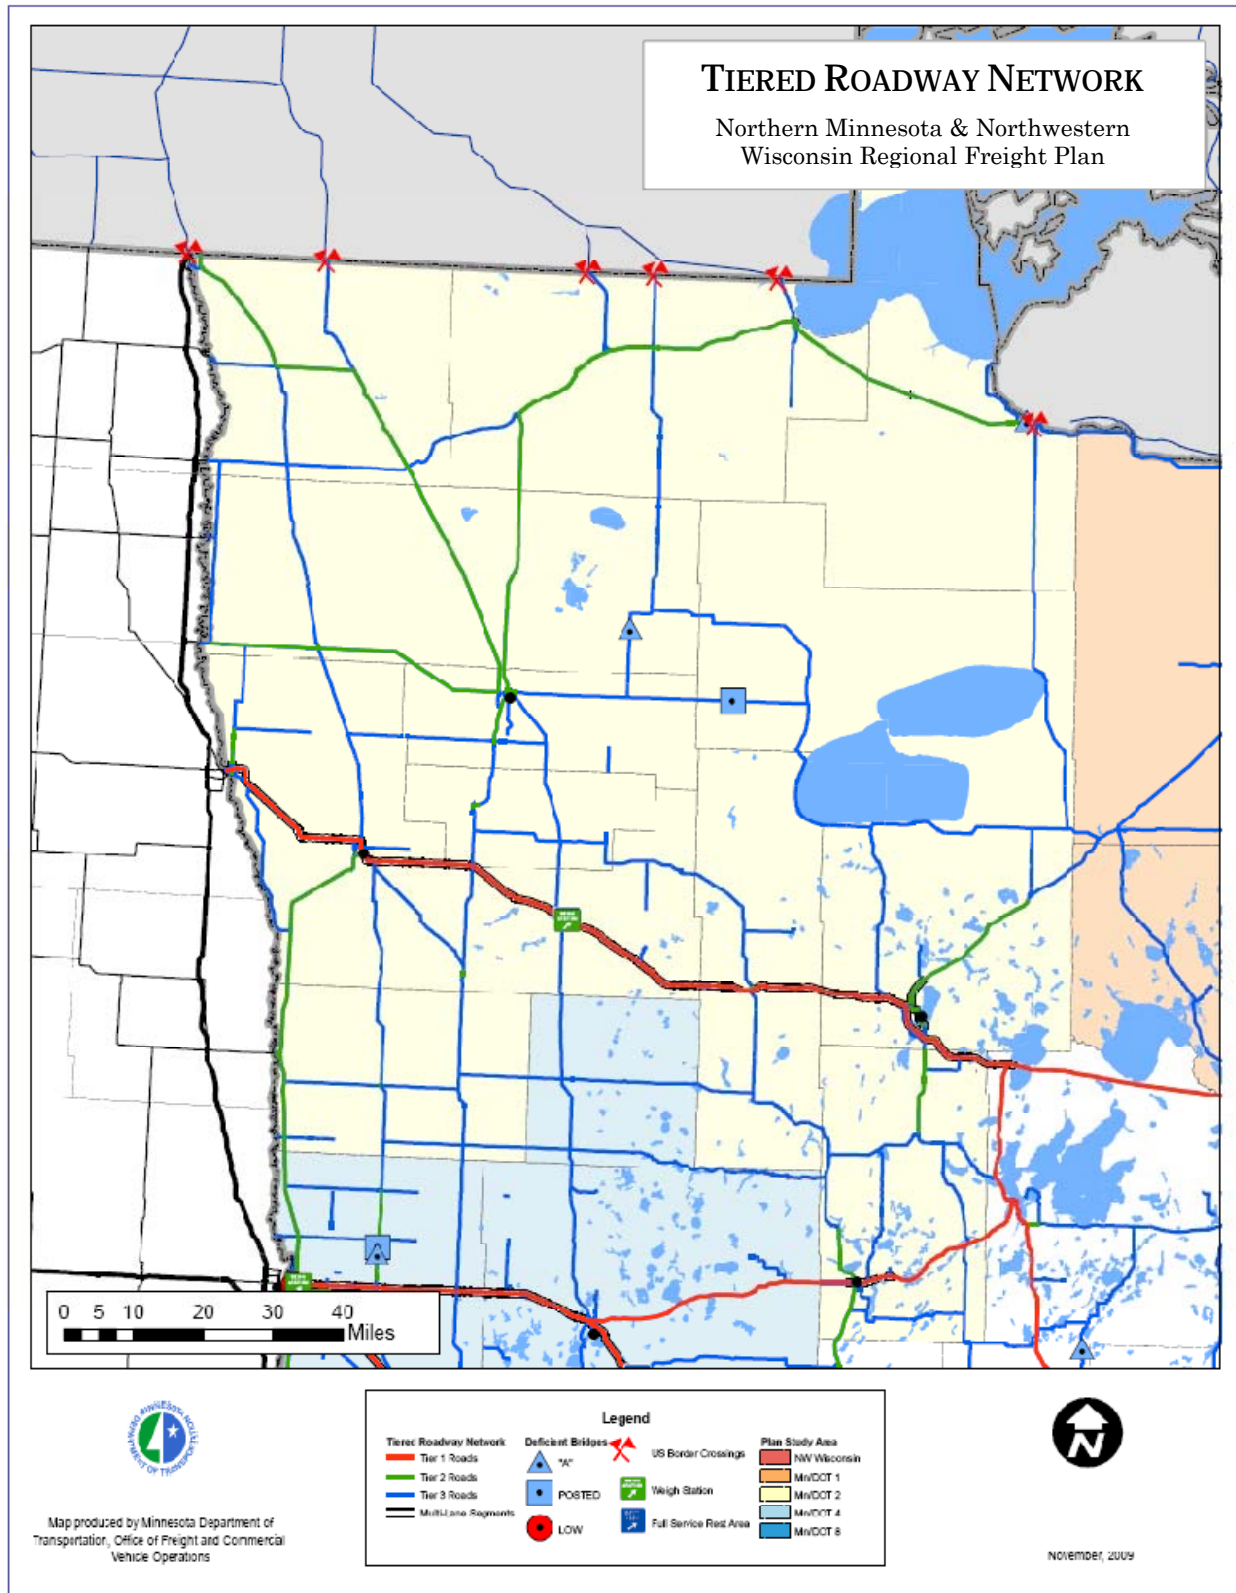 TIERED ROADWAY NETWORK
Northern Minnesota & Northwestern
Wisconsin Regional Freight Plan
0 5 10 20 30 40
Miles
MINNESOTA DEPARTMENT OF TRANSPORTATION
Map produced by Minnesota Department of
Transportation, Office of Freight and Commercial
Vehicle Operations
Legend
Tiered Roadway Network
Tier 1 Roads
Tier 2 Roads
Tier 3 Roads
Multi-Lane Segments
Deficient Bridges
"A"
POSTED
LOW
US Border Crossings
Weigh Station
Full Service Rest Area
Plan Study Area
NW Wisconsin
Mn/DOT 1
Mn/DOT 2
Mn/DOT 4
Mn/DOT 8
N
November, 2009